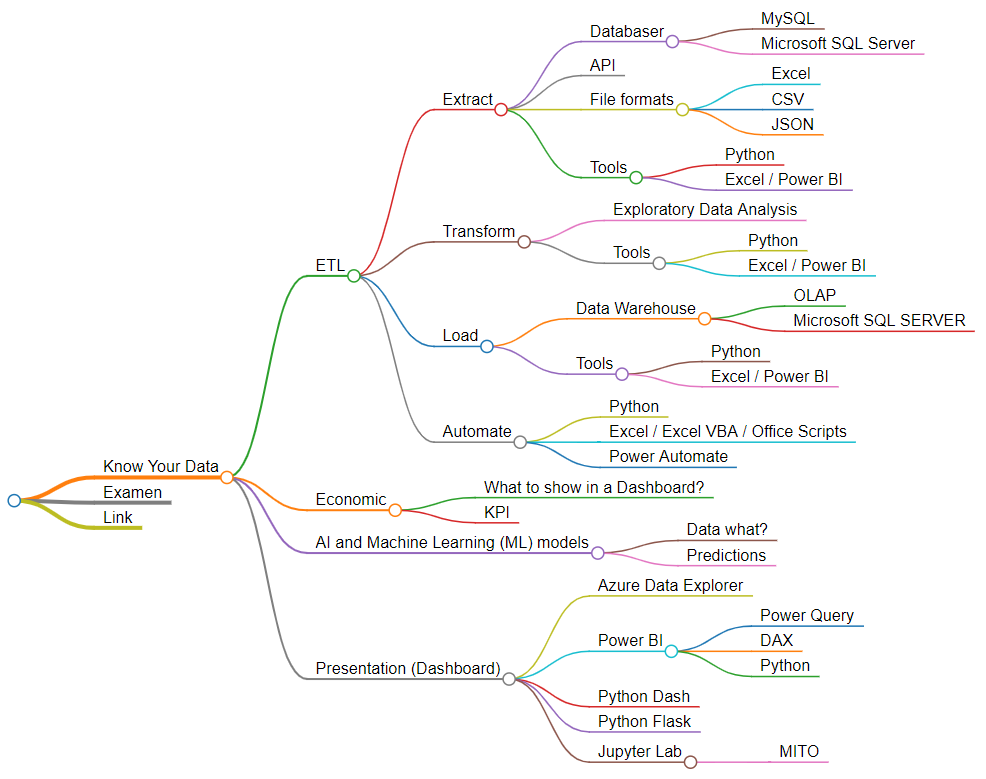 Know Your Data
ETL
Extract
Databaser
MySQL
Microsoft SQL Server
API
File formats
Excel
CSV
JSON
Tools
Python
Excel / Power BI
Transform
Exploratory Data Analysis
Tools
Python
Excel / Power BI
Load
Data Warehouse
OLAP
Microsoft SQL SERVER
Tools
Python
Excel / Power BI
Automate
Python
Excel / Excel VBA / Office Scripts
Power Automate
Economic
What to show in a Dashboard?
KPI
AI and Machine Learning (ML) models
Data what?
Predictions
Presentation (Dashboard)
Azure Data Explorer
Power BI
Power Query
DAX
Python
Python Dash
Python Flask
Jupyter Lab
MITO
Examen
Link